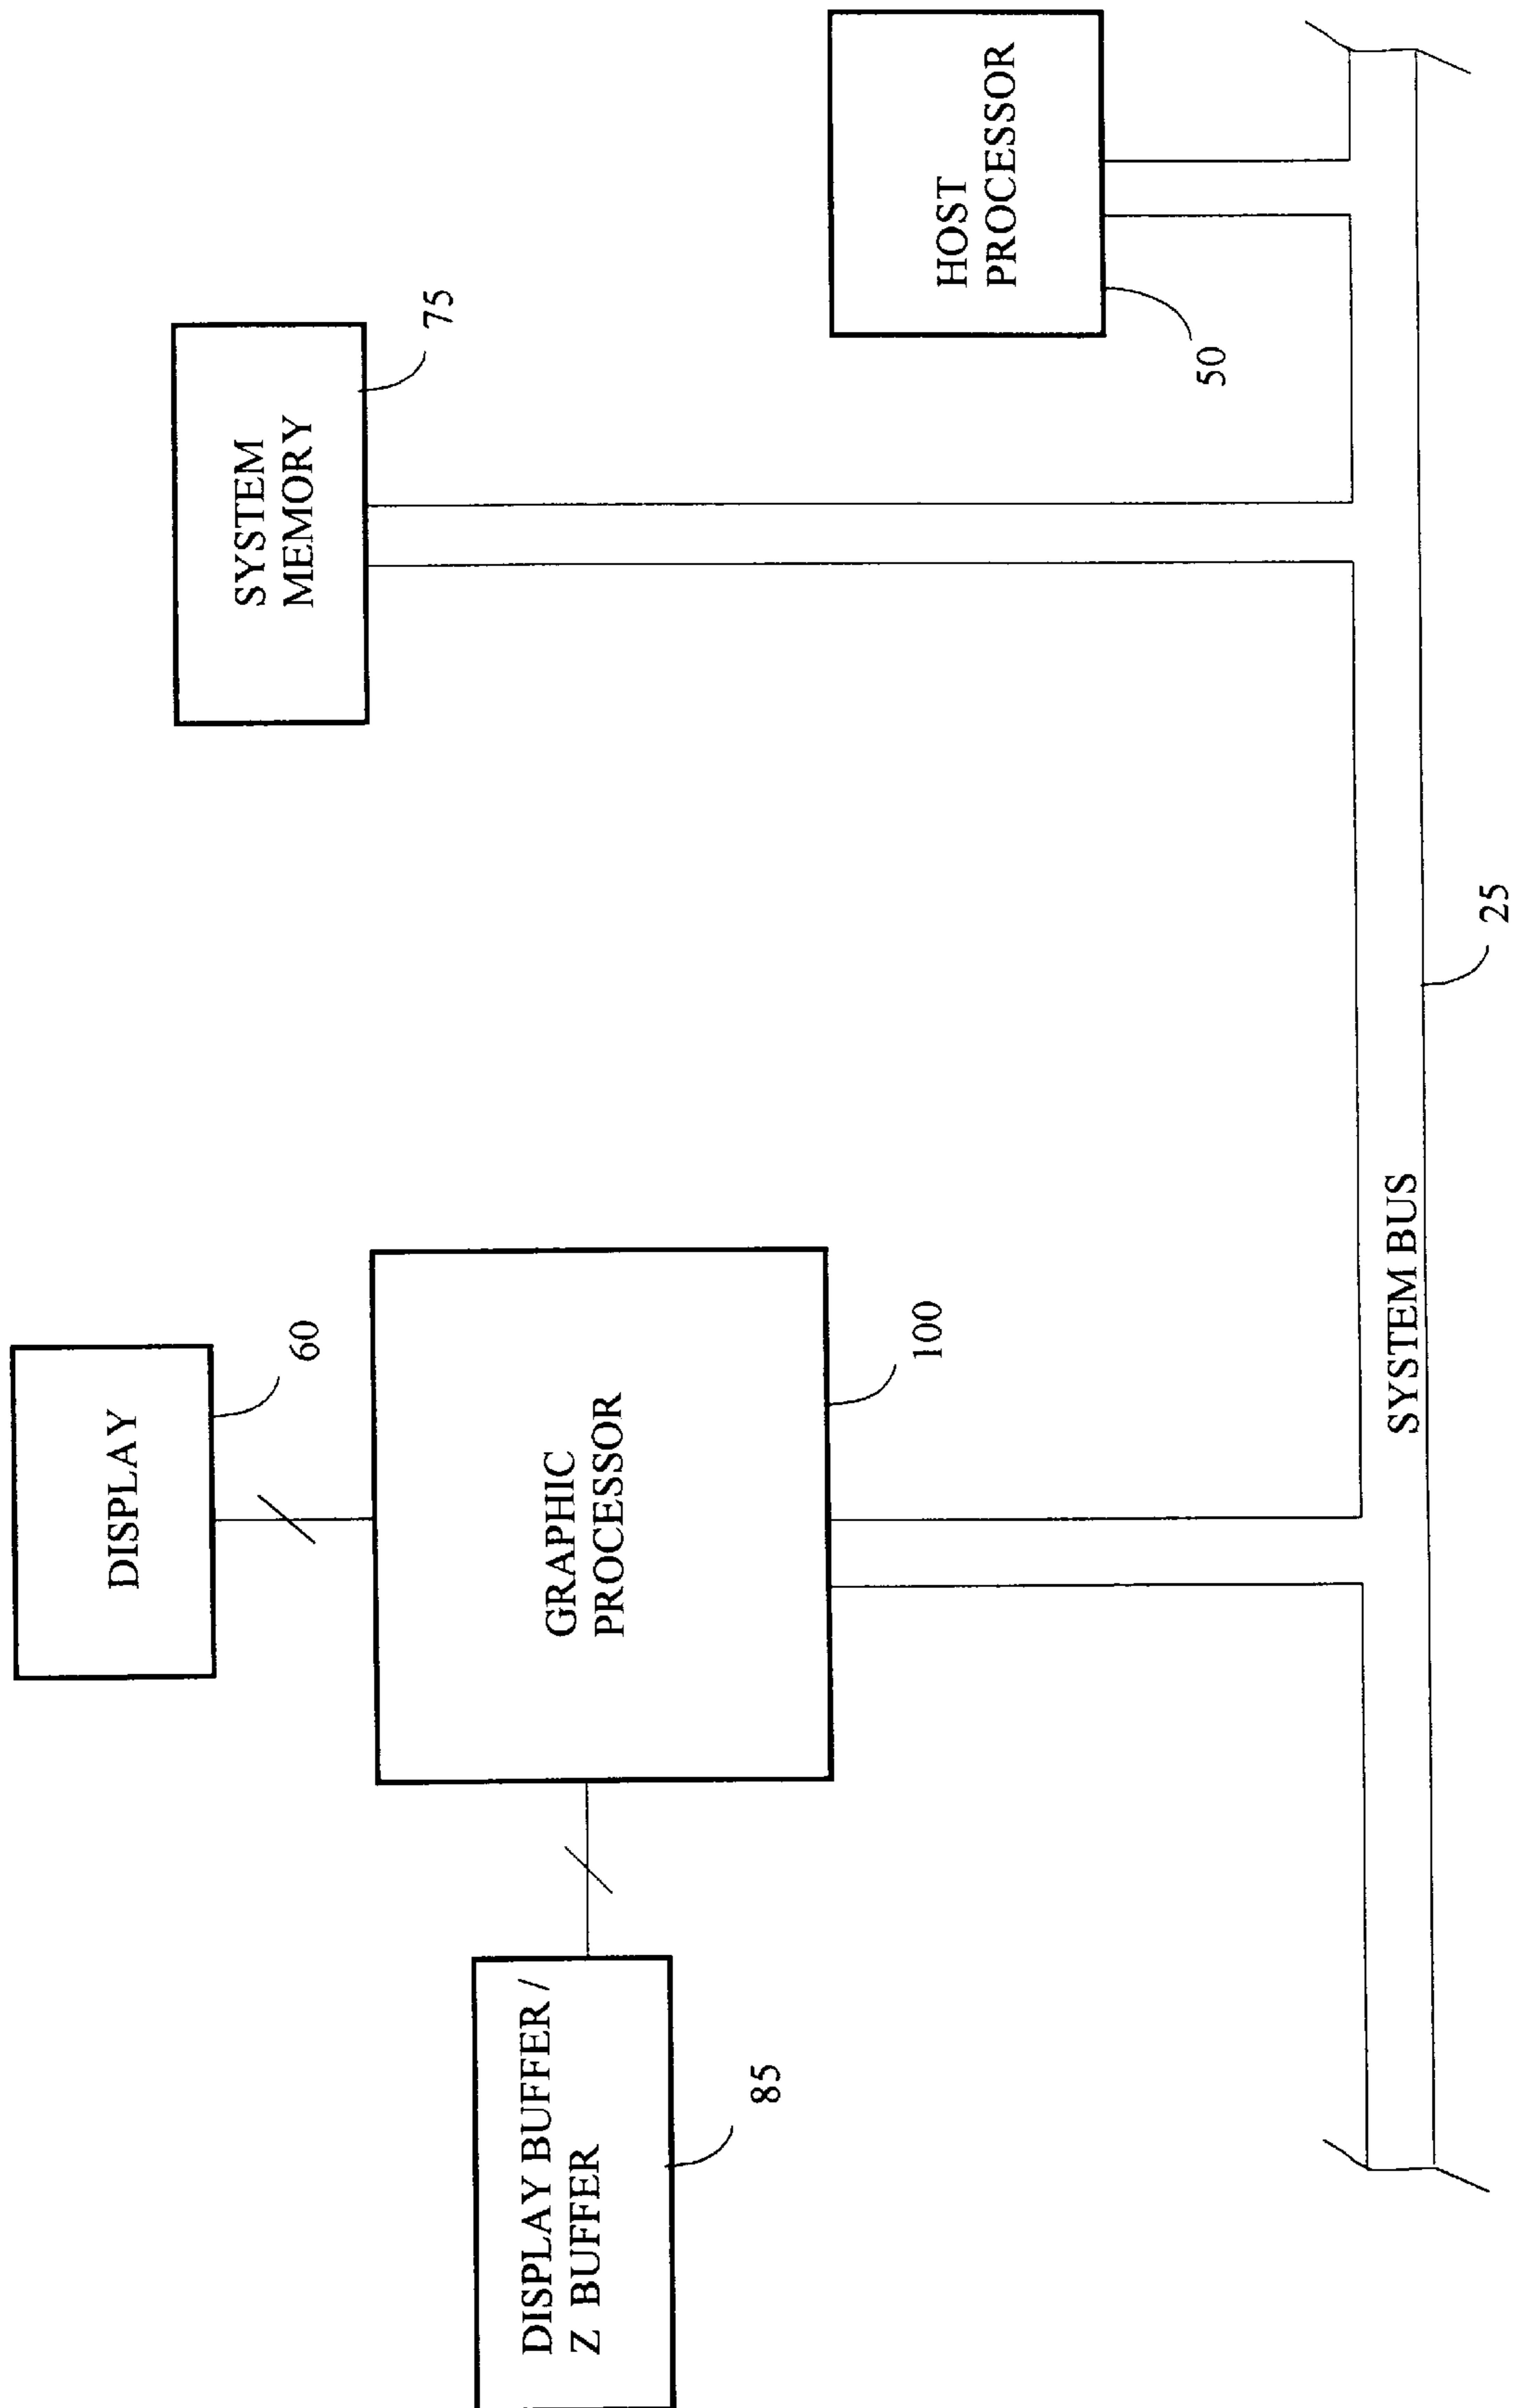 DISPLAY
60
DISPLAY BUFFER /
Z BUFFER
85
GRAPHIC
PROCESSOR
100
SYSTEM
MEMORY
75
HOST
PROCESSOR
50
SYSTEM BUS
25